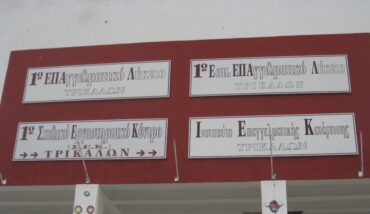 1ο ΕΠΑγγελματικό Λύκειο
ΤΡΙΚΑΛΩΝ
1ο Εσπ. ΕΠΑγγελματικό Λύκειο
ΤΡΙΚΑΛΩΝ
1ο Σχολικό Εργαστηριακό Κέντρο
(Σ.Ε.Κ.)
→→ ΤΡΙΚΑΛΩΝ →→
Ινστιτούτο Επαγγελματικής Κατάρτισης
ΤΡΙΚΑΛΩΝ